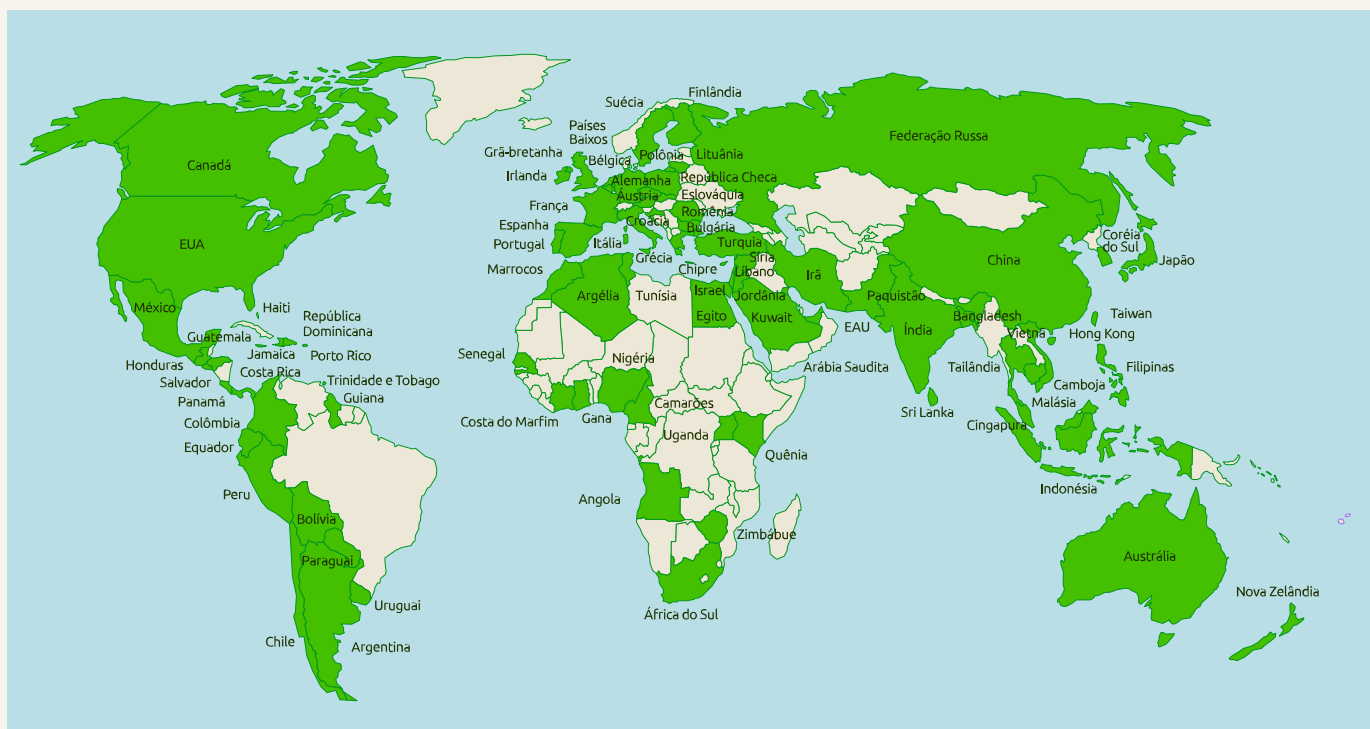 Finlândia
Suécia
Países
Baixos
Federação Russa
Grã-bretanha
Bélgica
Polônia
Lituânia
Canadá
Irlanda
Alemanha
República Checa
Áustria
Eslováquia
França
Romênia
Espanha
Croacia
Bulgária
EUA
Portugal
Itália
Turquia
Coréia
do Sul
Grécia
Síria
China
Japão
Marrocos
Chipre
Líbano
Irã
México
Haiti
Argélia
Tunísia
Israel
Jordânia
Paquistão
República
Dominicana
Egito
Kuwait
Bangladesh
Taiwan
Guatemala
EAU
Índia
Vietnã
Hong Kong
Jamaica
Porto Rico
Senegal
Nigéria
Honduras
Costa Rica
Arábia Saudita
Tailândia
Filipinas
Salvador
Trinidade e Tobago
Camboja
Panamá
Guiana
Camarões
Malásia
Colômbia
Costa do Marfim
Gana
Sri Lanka
Cingapura
Equador
Uganda
Quênia
Peru
Angola
Indonésia
Bolívia
Zimbábue
Austrália
Paraguai
Nova Zelândia
Uruguai
África do Sul
Chile
Argentina